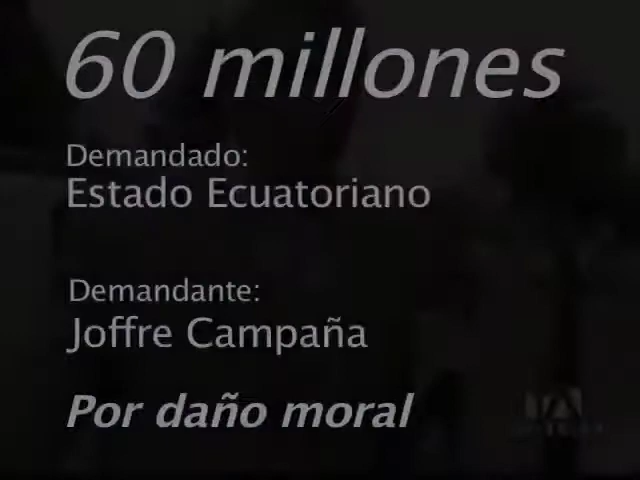 60 millones
Demandado:
Estado Ecuatoriano
Demandante:
Joffre Campaña
Por daño moral